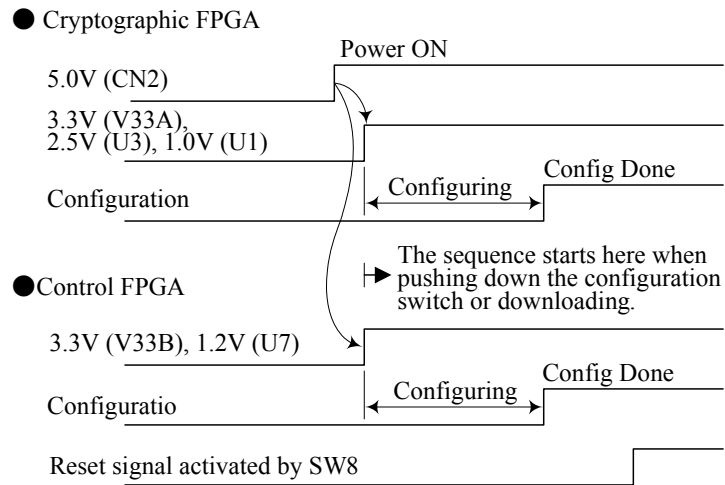 ● Cryptographic FPGA
Power ON
5.0V (CN2)
3.3V (V33A),
2.5V (U3), 1.0V (U1)
Config Done
Configuring
Configuration
The sequence starts here when
pushing down the configuration
switch or downloading.
●Control FPGA
3.3V (V33B), 1.2V (U7)
Config Done
Configuring
Configuratio
Reset signal activated by SW8